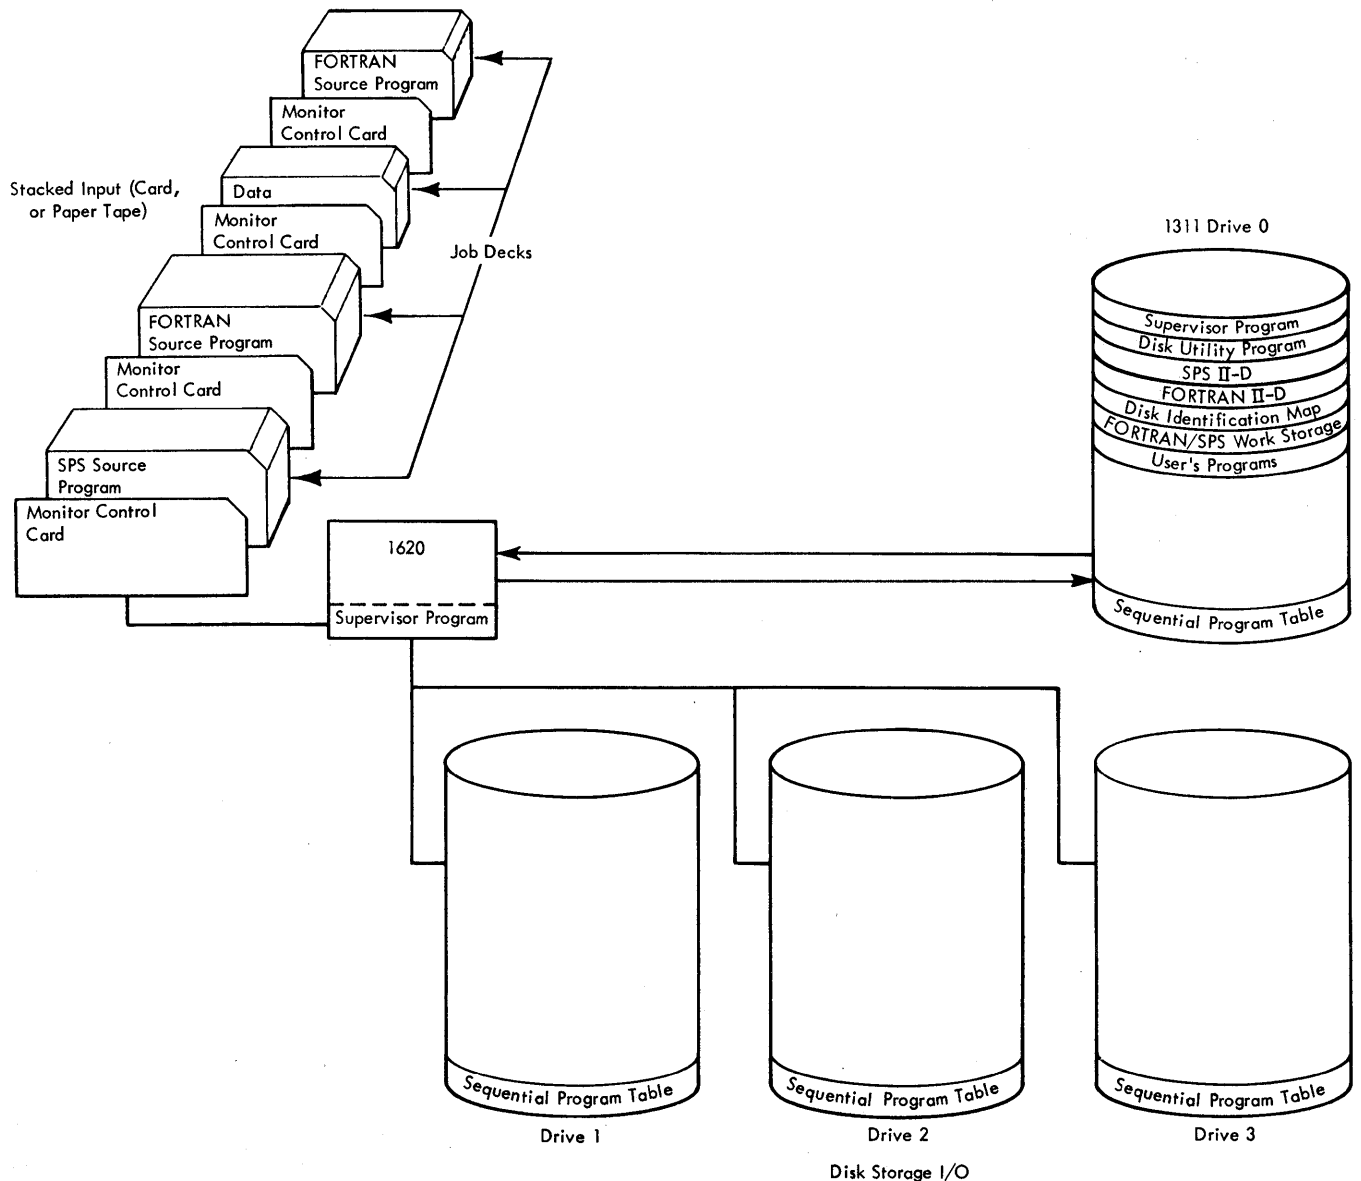 FORTRAN
Source Program
Monitor
Control Card
Data
Stacked Input (Card,
or Paper Tape)
Monitor
Control Card
Job Decks
FORTRAN
Source Program
Monitor
Control Card
SPS Source
Program
Monitor Control
Card
1620
Supervisor Program
1311 Drive 0
Supervisor Program
Disk Utility Program
SPS II-D
FORTRAN II-D
Disk Identification Map
FORTRAN/SPS Work Storage
User's Programs
Sequential Program Table
Sequential Program Table
Drive 1
Sequential Program Table
Drive 2
Sequential Program Table
Drive 3
Disk Storage I/O